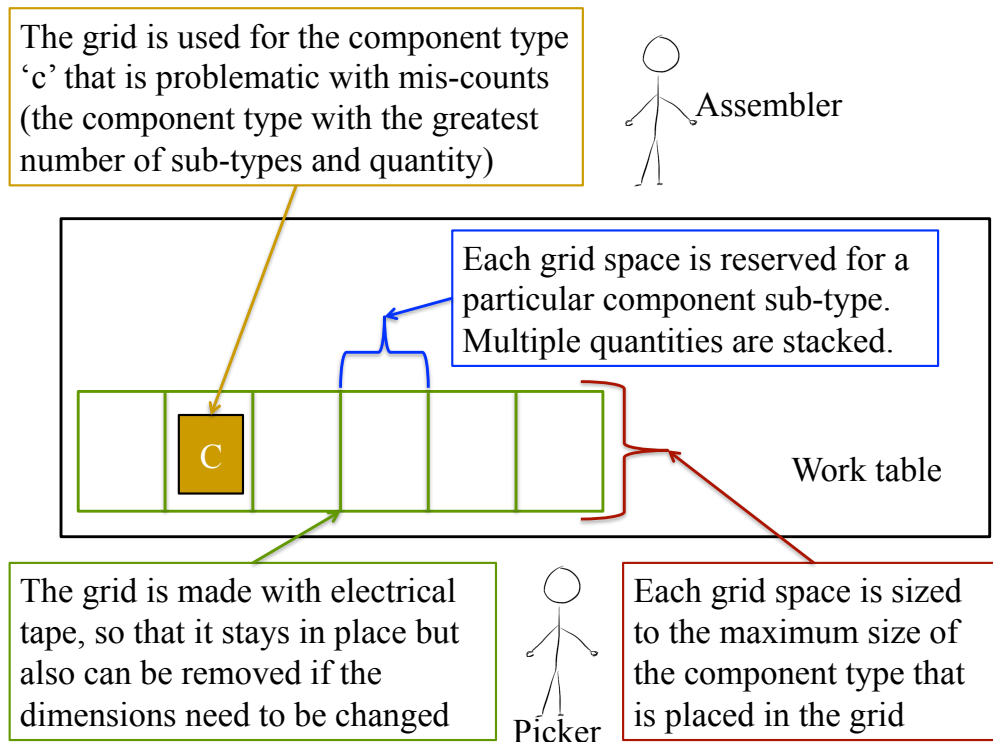 The grid is used for the component type
‘c’ that is problematic with mis-counts
(the component type with the greatest
number of sub-types and quantity)
Assembler
Each grid space is reserved for a
particular component sub-type.
Multiple quantities are stacked.
C
Work table
The grid is made with electrical
tape, so that it stays in place but
also can be removed if the
dimensions need to be changed
Picker
Each grid space is sized
to the maximum size of
the component type that
is placed in the grid